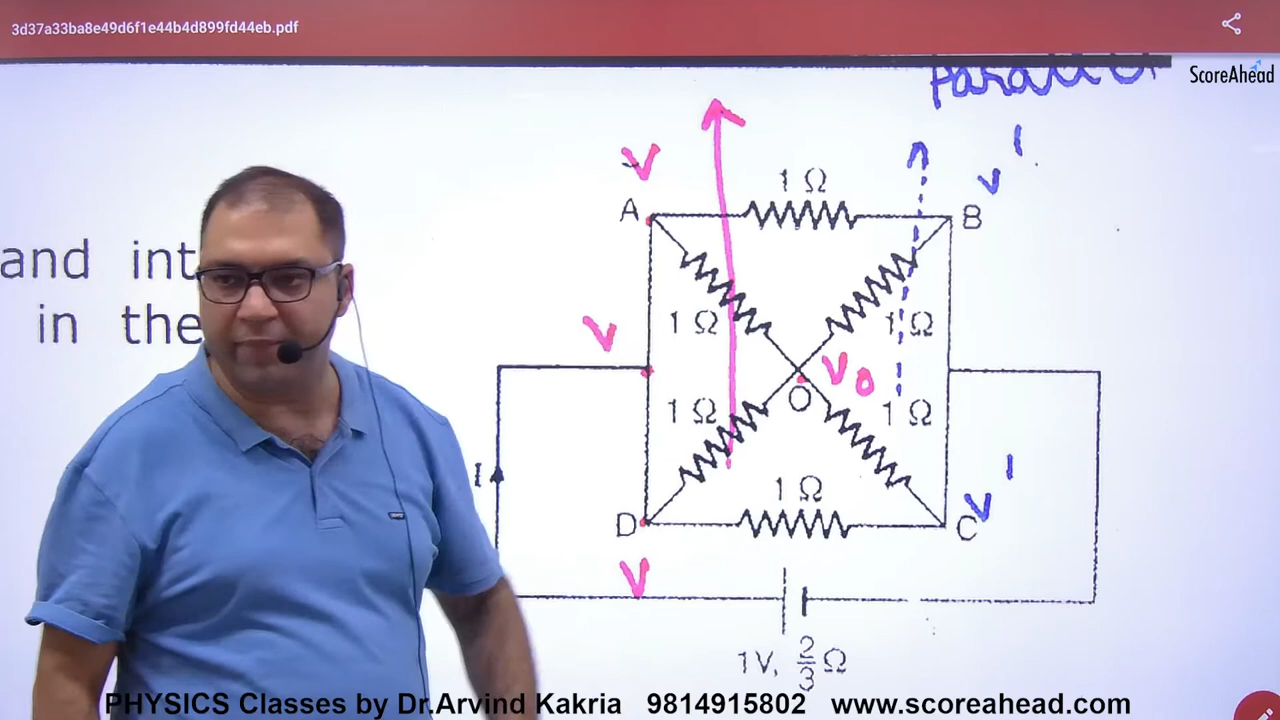 3d37a33ba8e49d6f1e44b4d899fd44eb.pdf
ScoreAhead
Parallel
V
V'
1 Ω
A
B
and int
in the
V
1 Ω
1 Ω
V0
O
1 Ω
1 Ω
I
1 Ω
D
C
V'
V
1V, 2/3 Ω
PHYSICS Classes by Dr.Arvind Kakria 9814915802 www.scoreahead.com